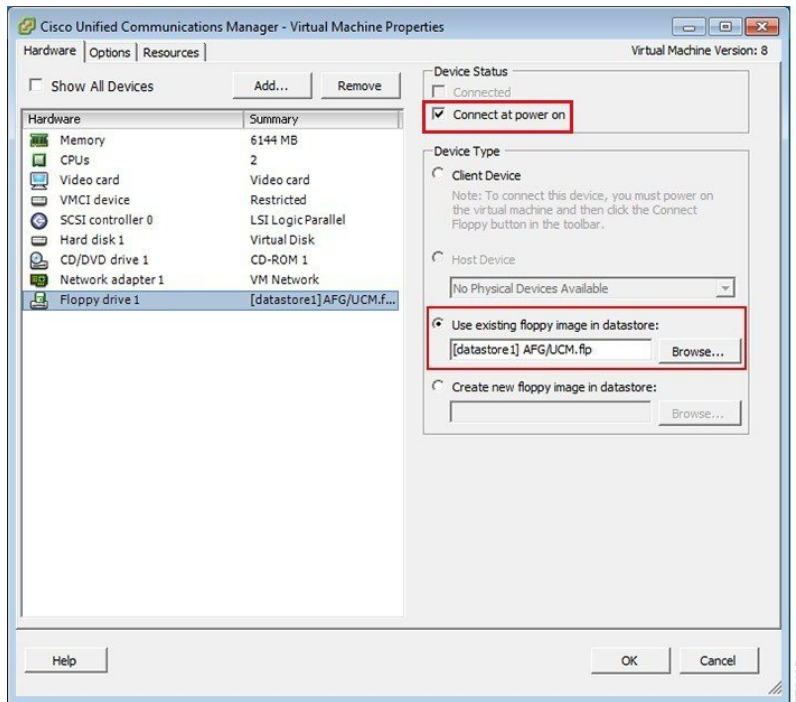 Cisco Unified Communications Manager - Virtual Machine Properties
Hardware Options Resources Virtual Machine Version: 8
Show All Devices Add... Remove
Hardware Summary
Memory 6144 MB
CPUs 2
Video card Video card
VMCI device Restricted
SCSI controller 0 LSI Logic Parallel
Hard disk 1 Virtual Disk
CD/DVD drive 1 CD-ROM 1
Network adapter 1 VM Network
Floppy drive 1 [datastore1] AFG/UCM.f...
Device Status
Connected
Connect at power on
Device Type
Client Device
Note: To connect this device, you must power on
the virtual machine and then click the Connect
Floppy button in the toolbar.
Host Device
No Physical Devices Available
Use existing floppy image in datastore:
[datastore1] AFG/UCM.flp Browse...
Create new floppy image in datastore:
Browse...
Help OK Cancel